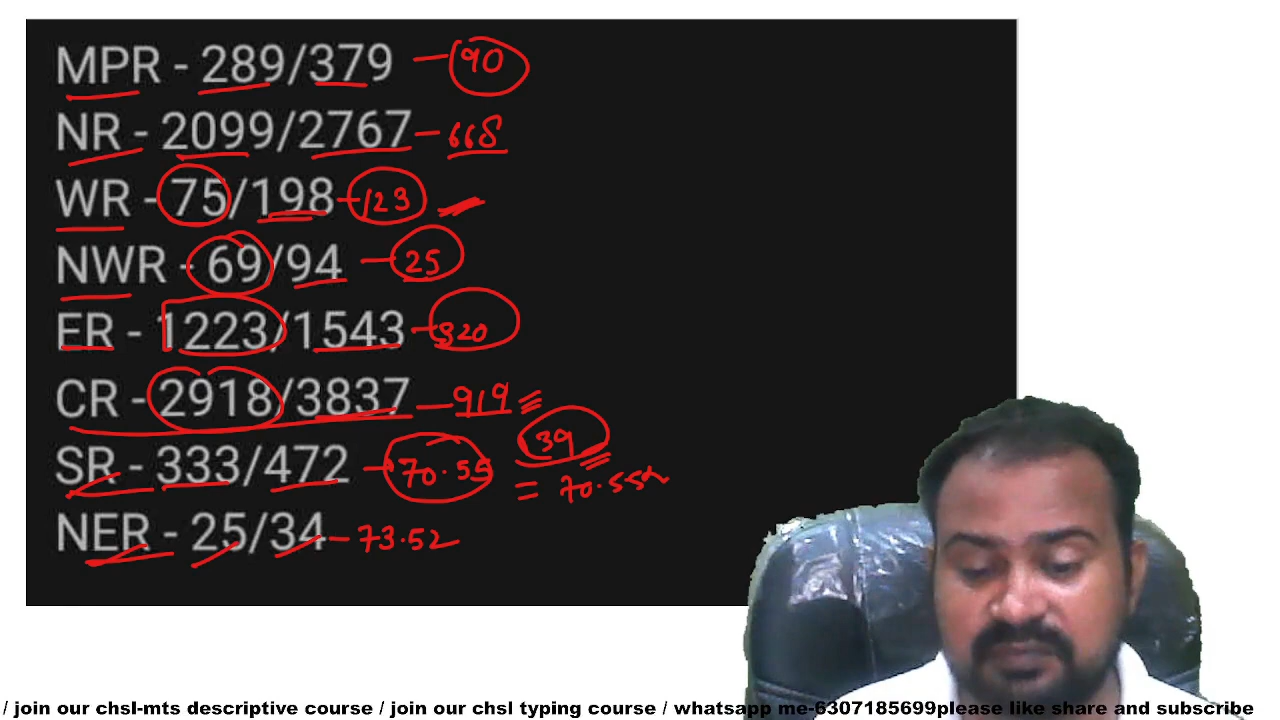 MPR - 289/379 - 90
NR - 2099/2767 - 668
WR - 75/198 - 123
NWR - 69/94 - 25
ER - 1223/1543 - 320
CR - 2918/3837 - 919
39
SR - 333/472 - 70.55 = 70.55%
NER - 25/34 - 73.52
/ join our chsl-mts descriptive course / join our chsl typing course / whatsapp me-6307185699please like share and subscribe